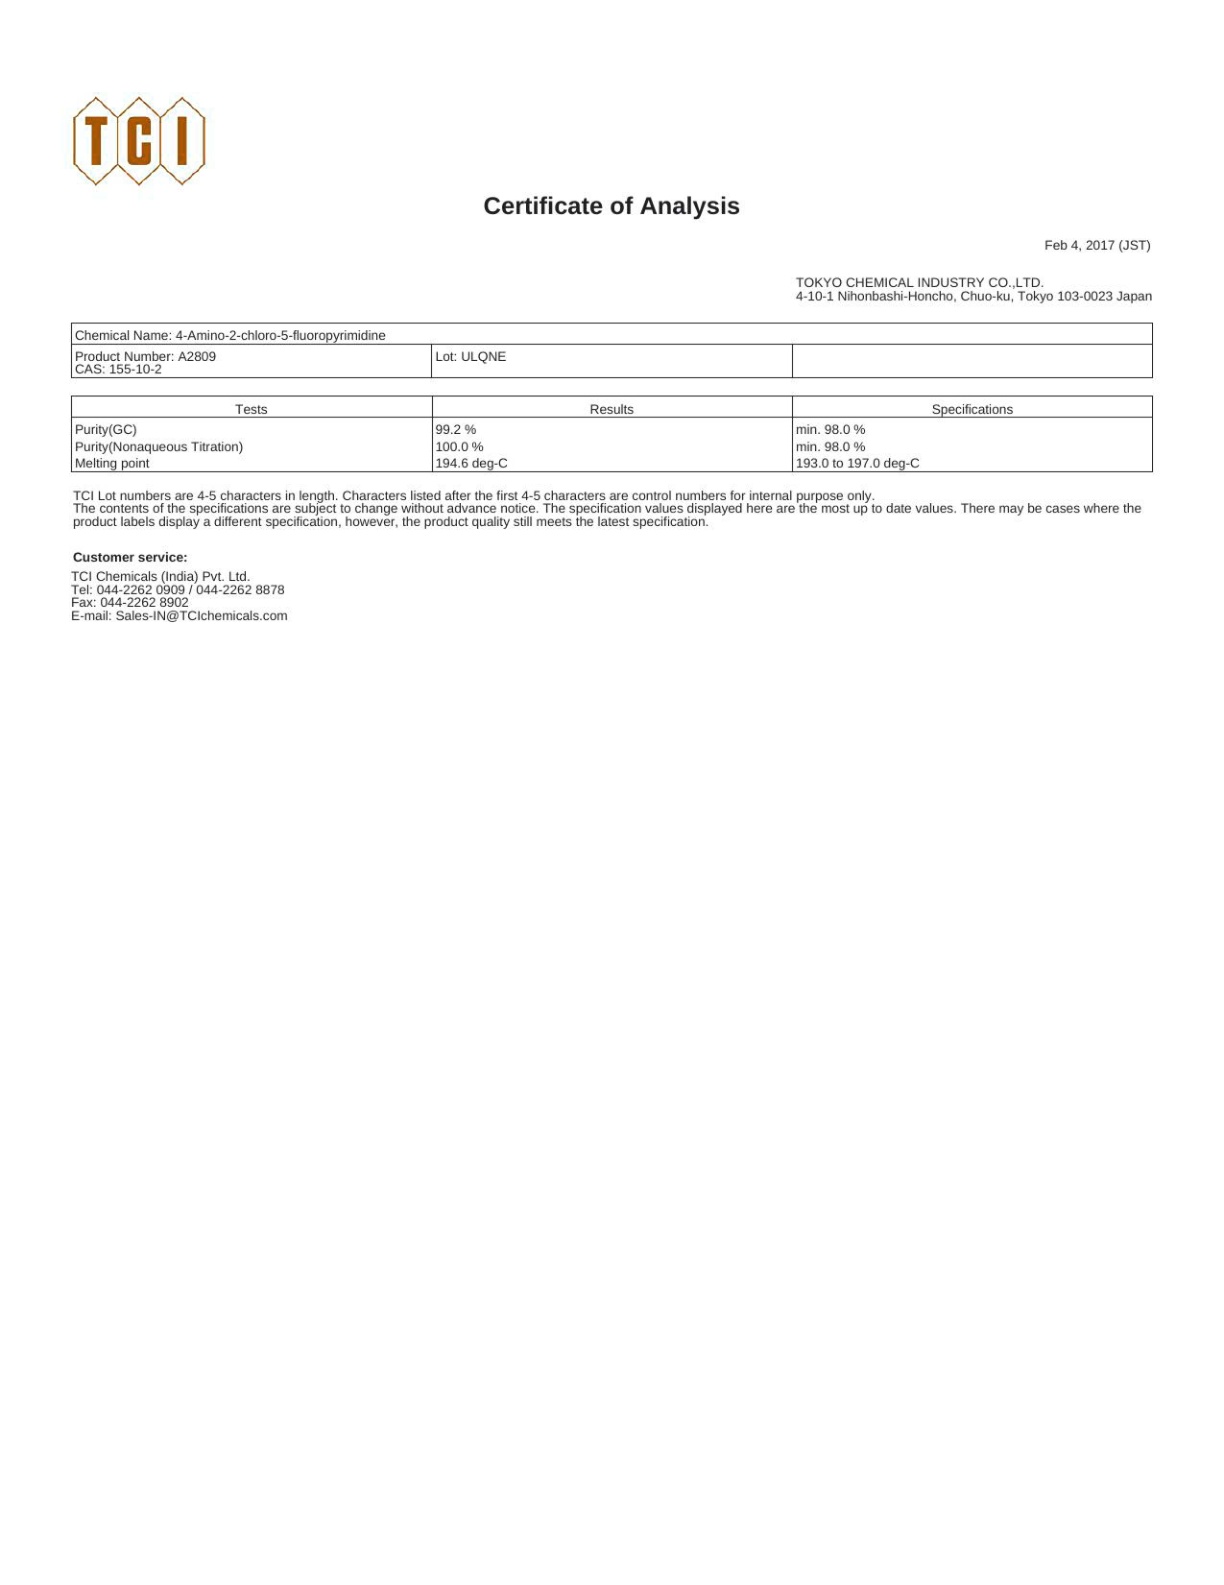 TCI
Certificate of Analysis
Feb 4, 2017 (JST)
TOKYO CHEMICAL INDUSTRY CO.,LTD.
4-10-1 Nihonbashi-Honcho, Chuo-ku, Tokyo 103-0023 Japan
Chemical Name: 4-Amino-2-chloro-5-fluoropyrimidine
Product Number: A2809 Lot: ULQNE
CAS: 155-10-2
Tests Results Specifications
Purity(GC) 99.2 % min. 98.0 %
Purity(Nonaqueous Titration) 100.0 % min. 98.0 %
Melting point 194.6 deg-C 193.0 to 197.0 deg-C
TCI Lot numbers are 4-5 characters in length. Characters listed after the first 4-5 characters are control numbers for internal purpose only.
The contents of the specifications are subject to change without advance notice. The specification values displayed here are the most up to date values. There may be cases where the
product labels display a different specification, however, the product quality still meets the latest specification.
Customer service:
TCI Chemicals (India) Pvt. Ltd.
Tel: 044-2262 0909 / 044-2262 8878
Fax: 044-2262 8902
E-mail: Sales-IN@TCIchemicals.com